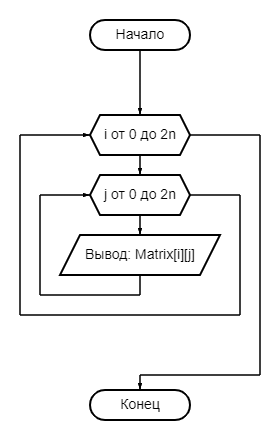 Начало
i от 0 до 2n
j от 0 до 2n
Вывод: Matrix[i][j]
Конец